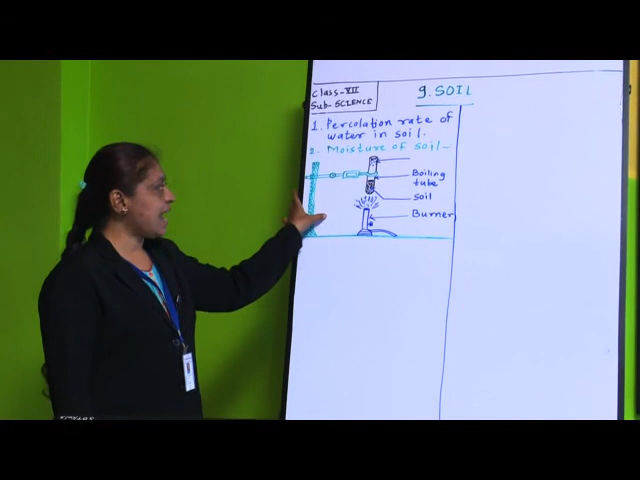 Class-VII
Sub-SCIENCE
9. SOIL
1. Percolation rate of
water in soil.
2. Moisture of soil-
Boiling
tube
soil
Burner